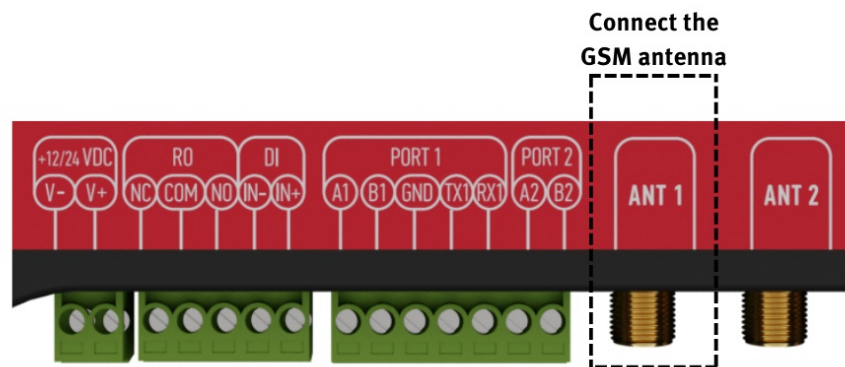 Connect the
GSM antenna
+12/24 VDC
RO
DI
PORT 1
PORT 2
V- V+ NC COM NO IN- IN+ A1 B1 GND TX1 RX1 A2 B2
ANT 1
ANT 2